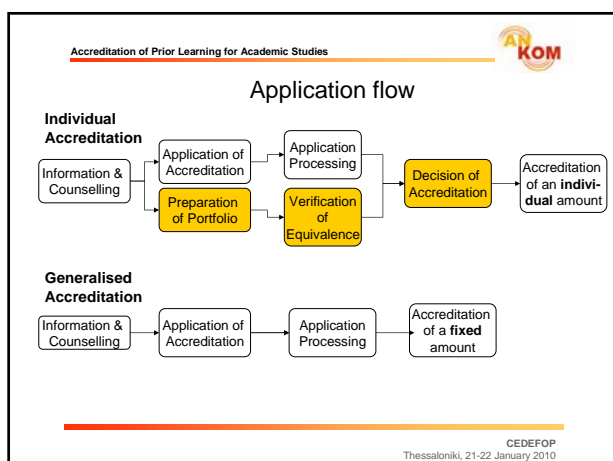 Accreditation of Prior Learning for Academic Studies
AN
KOM
Application flow
Individual
Accreditation
Information &
Counselling
Application of
Accreditation
Application
Processing
Preparation
of Portfolio
Verification
of
Equivalence
Decision of
Accreditation
Accreditation
of an indivi-
dual amount
Generalised
Accreditation
Information &
Counselling
Application of
Accreditation
Application
Processing
Accreditation
of a fixed
amount
CEDEFOP
Thessaloniki, 21-22 January 2010